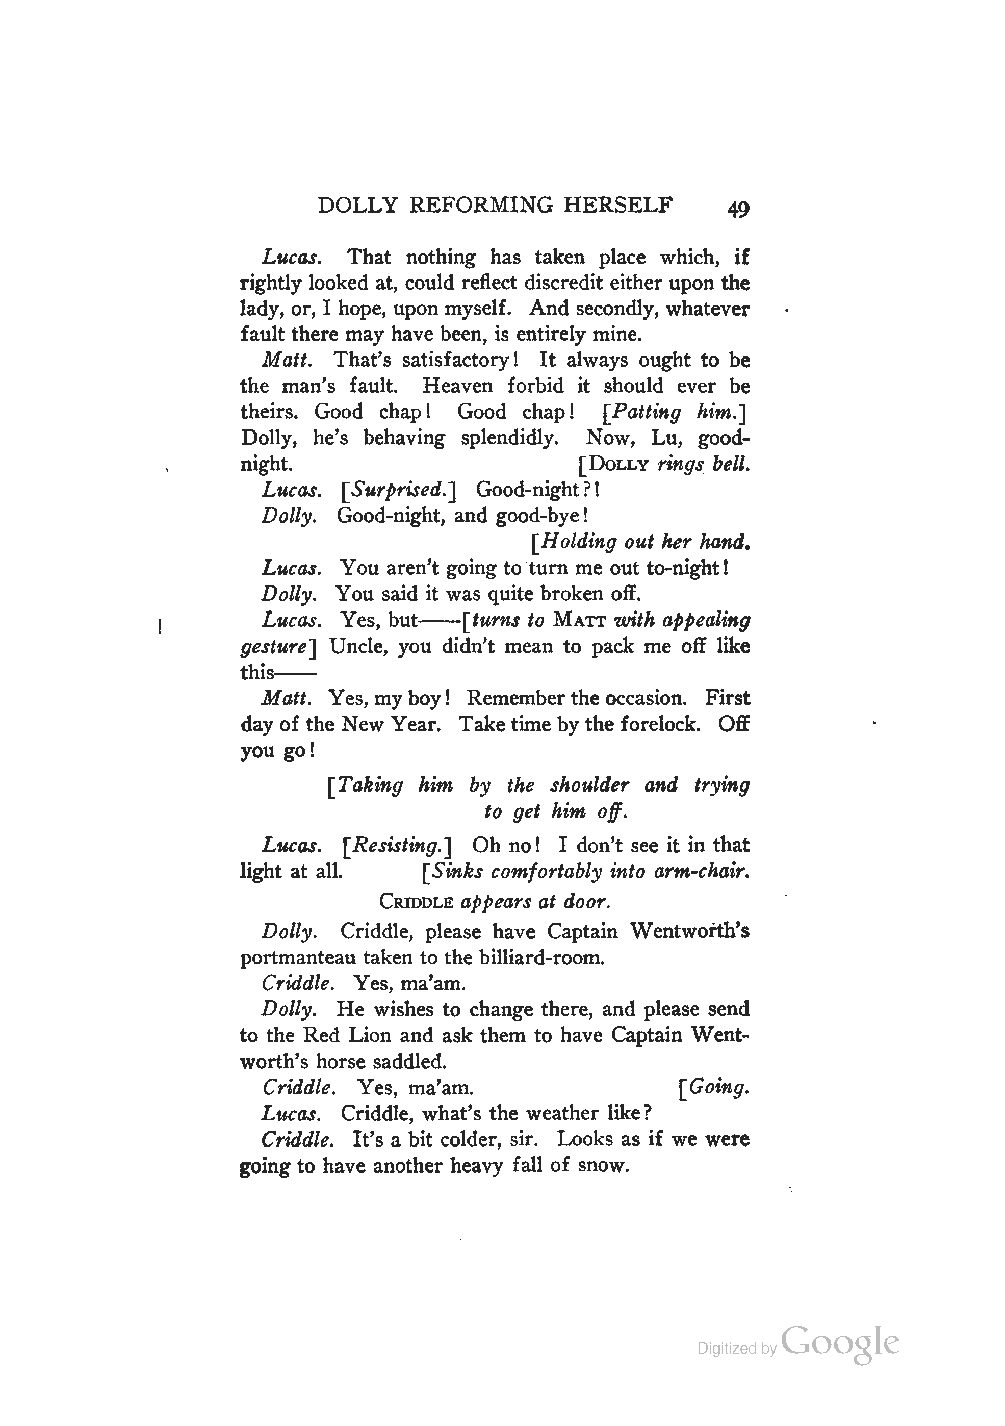 DOLLY REFORMING HERSELF 49
Lucas. That nothing has taken place which, if
rightly looked at, could reflect discredit either upon the
lady, or, I hope, upon myself. And secondly, whatever
fault there may have been, is entirely mine.
Matt. That's satisfactory! It always ought to be
the man's fault. Heaven forbid it should ever be
theirs. Good chap! Good chap! [Patting him.]
Dolly, he's behaving splendidly. Now, Lu, good-
night. [DOLLY rings bell.
Lucas. [Surprised.] Good-night?!
Dolly. Good-night, and good-bye!
[Holding out her hand.
Lucas. You aren't going to turn me out to-night!
Dolly. You said it was quite broken off.
Lucas. Yes, but——[turns to MATT with appealing
gesture] Uncle, you didn't mean to pack me off like
this——
Matt. Yes, my boy! Remember the occasion. First
day of the New Year. Take time by the forelock. Off
you go!
[Taking him by the shoulder and trying
to get him off.
Lucas. [Resisting.] Oh no! I don't see it in that
light at all. [Sinks comfortably into arm-chair.
CRIDDLE appears at door.
Dolly. Criddle, please have Captain Wentworth's
portmanteau taken to the billiard-room.
Criddle. Yes, ma'am.
Dolly. He wishes to change there, and please send
to the Red Lion and ask them to have Captain Went-
worth's horse saddled.
Criddle. Yes, ma'am. [Going.
Lucas. Criddle, what's the weather like?
Criddle. It's a bit colder, sir. Looks as if we were
going to have another heavy fall of snow.
Digitized by Google